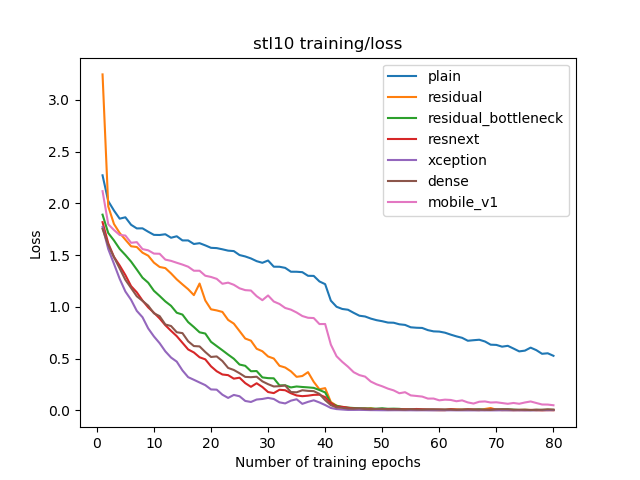 stl10 training/loss
Loss
3.0
2.5
2.0
1.5
1.0
0.5
0.0
plain
residual
residual_bottleneck
resnext
xception
dense
mobile_v1
0 10 20 30 40 50 60 70 80
Number of training epochs